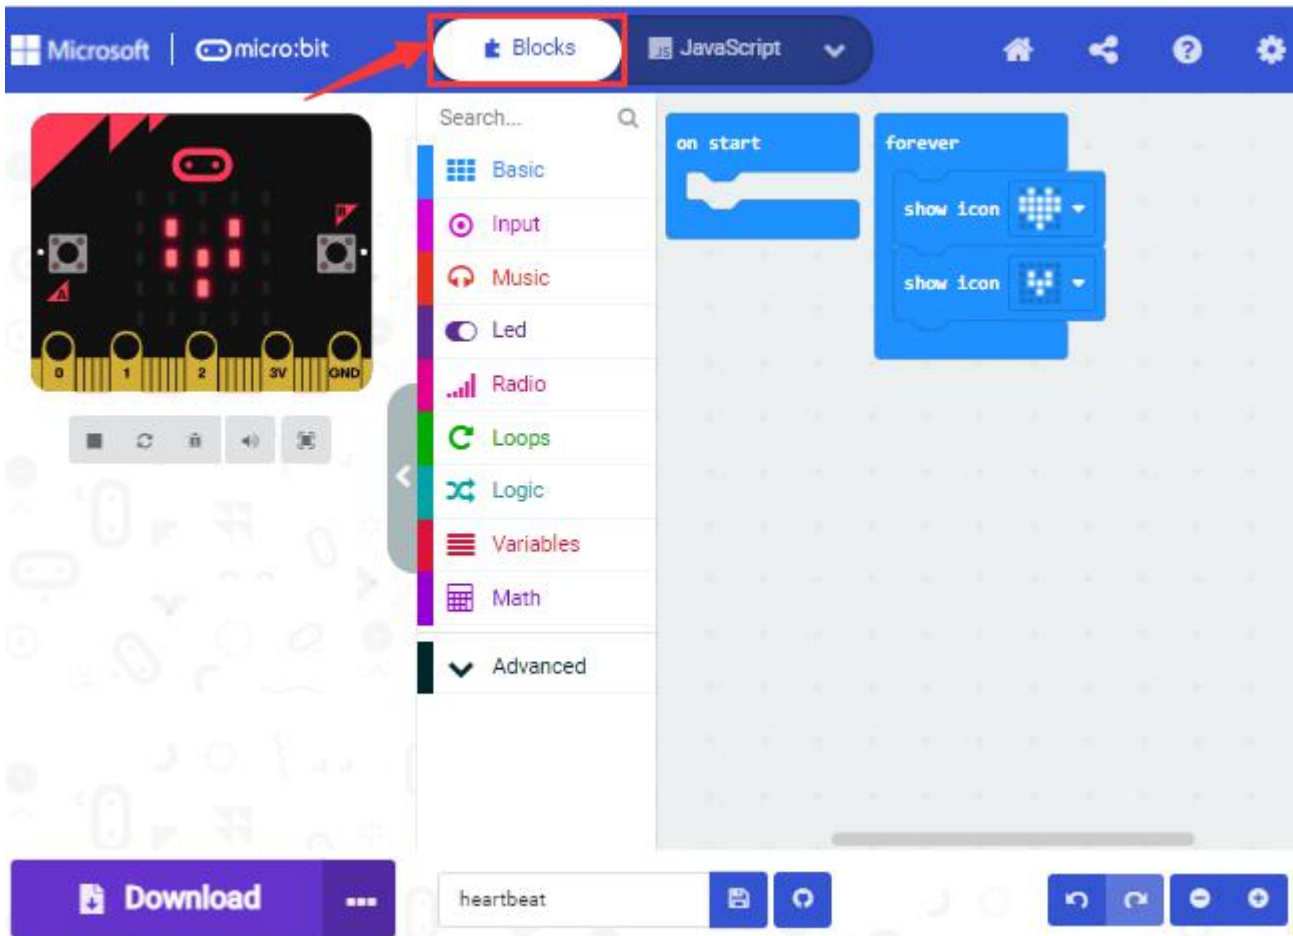 Microsoft micro:bit
Blocks
JS JavaScript
Search...
Basic
Input
Music
Led
Radio
Loops
Logic
Variables
Math
Advanced
B
A
0 1 2 3V GND
on start
forever
show icon
show icon
Download
heartbeat